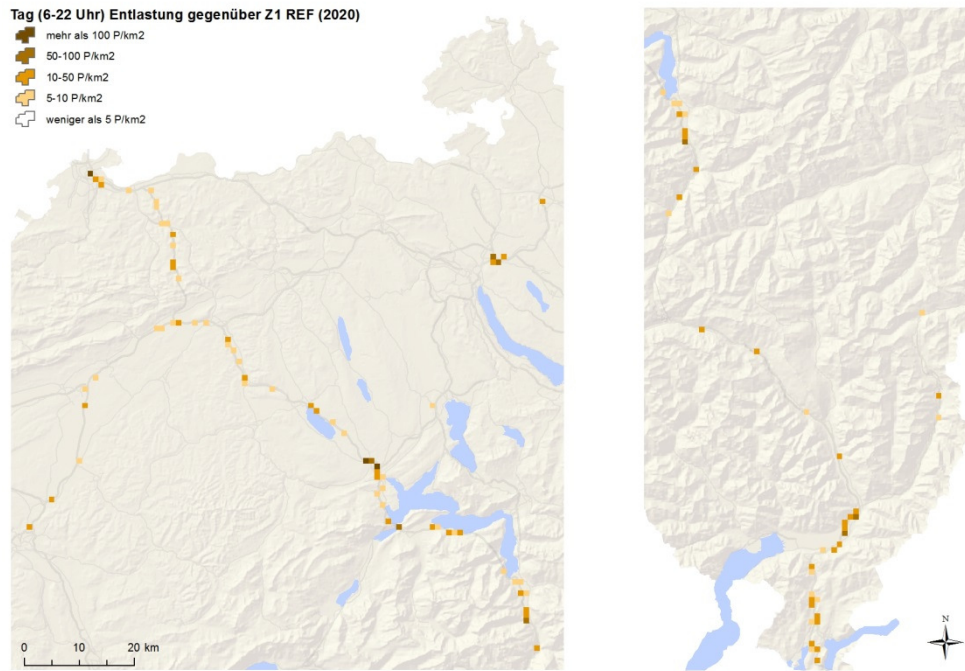 Tag (6-22 Uhr) Entlastung gegenüber Z1 REF (2020)
mehr als 100 P/km2
50-100 P/km2
10-50 P/km2
5-10 P/km2
weniger als 5 P/km2
0 10 20 km
N